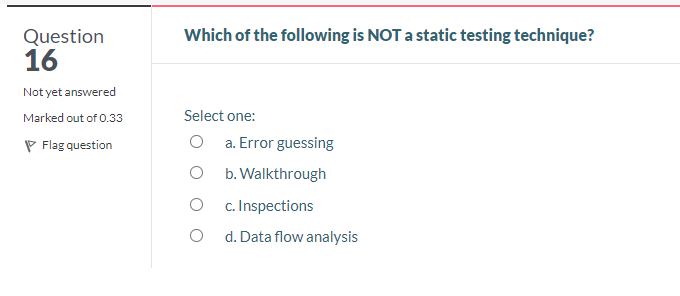 Question
16
Not yet answered
Marked out of 0.33
Flag question
Which of the following is NOT a static testing technique?
Select one:
a. Error guessing
b. Walkthrough
c. Inspections
d. Data flow analysis